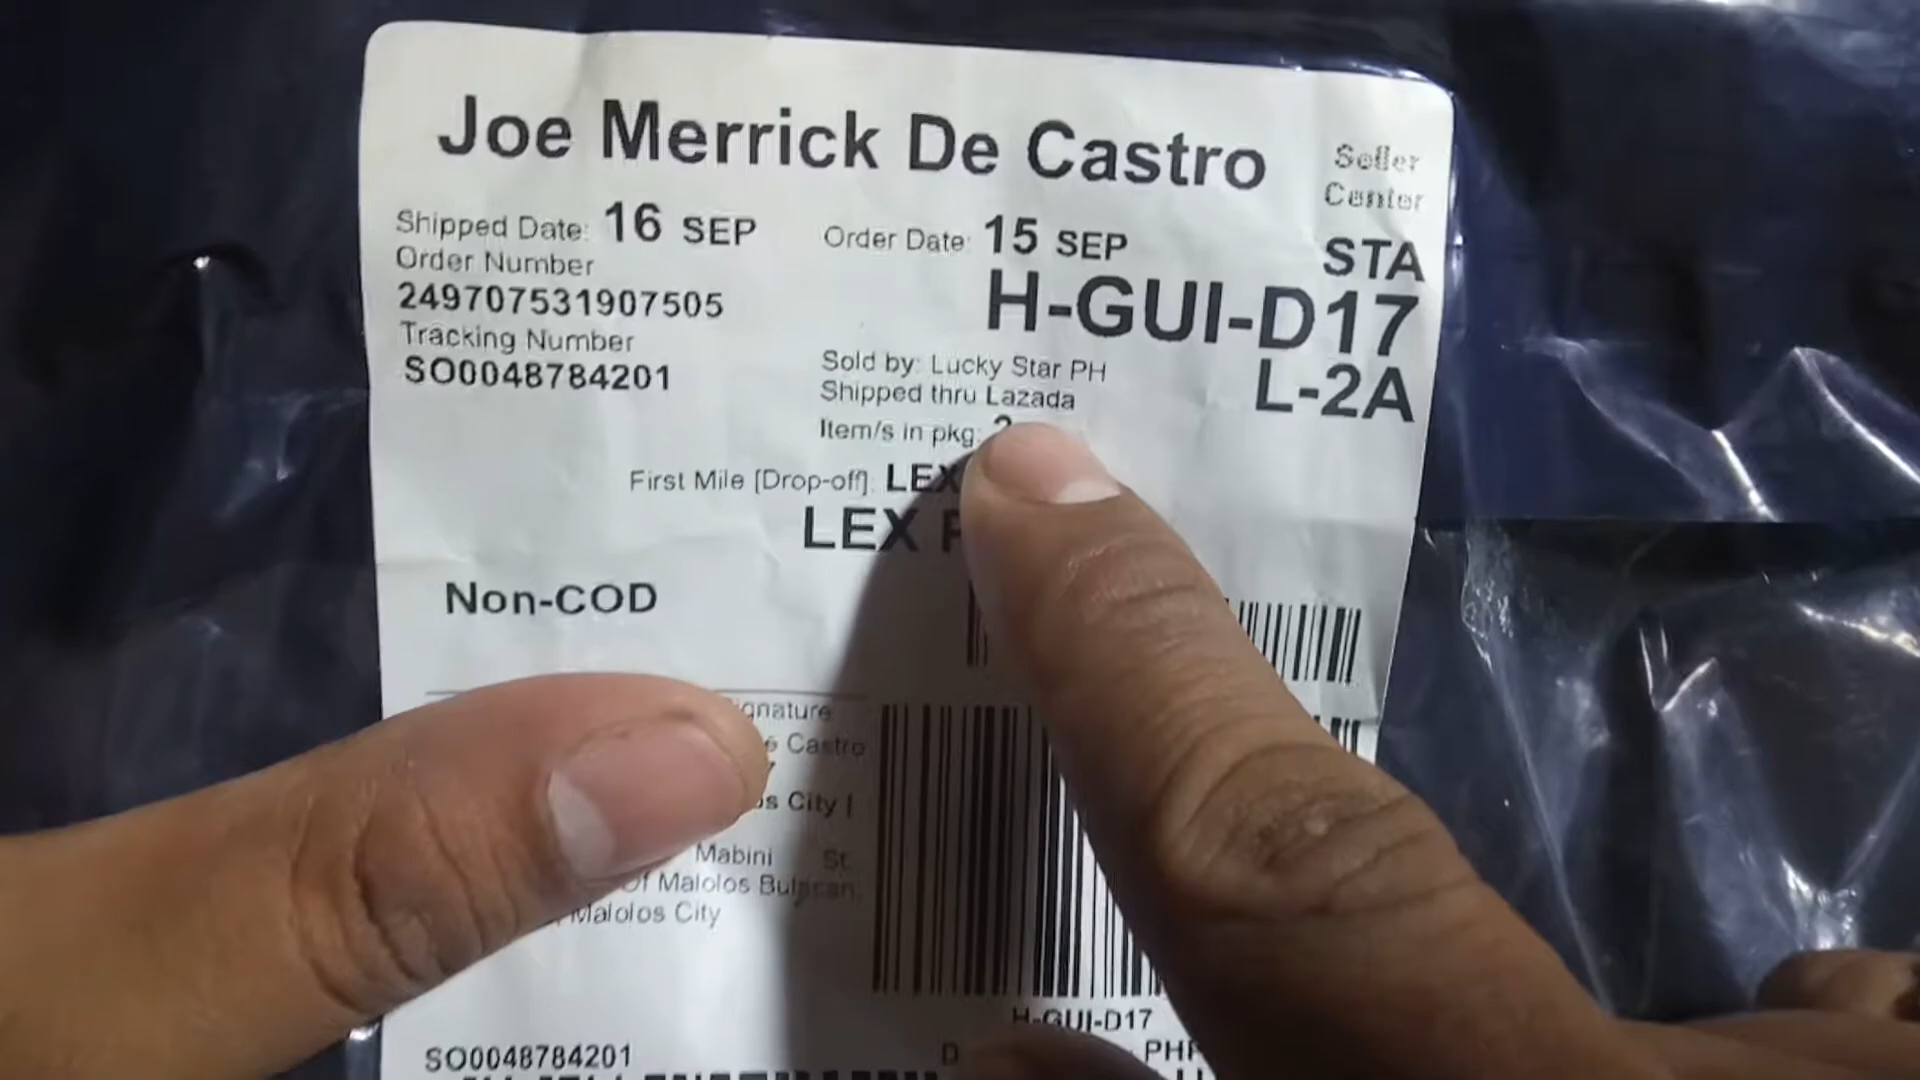 Joe Merrick De Castro
Seller
Center
Shipped Date: 16 SEP
Order Date: 15 SEP
STA
Order Number
249707531907505
H-GUI-D17
Tracking Number
SO0048784201
Sold by: Lucky Star PH
Shipped thru Lazada
L-2A
Item/s in pkg:
First Mile [Drop-off]: LEX
LEX
Non-COD
Castro
City |
Mabini St.
Of Malolos Bulacan,
Malolos City
H-GUI-D17
SO0048784201
D